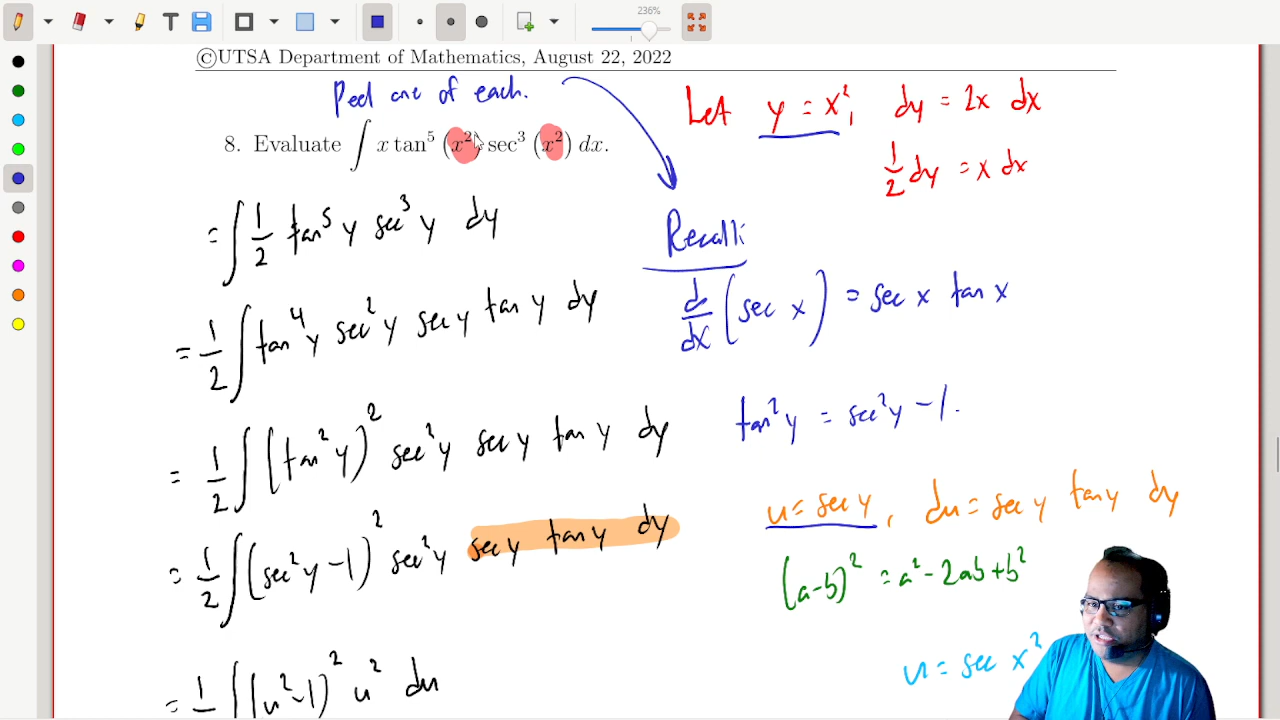 236%
©UTSA Department of Mathematics, August 22, 2022
Peel one of each.
Let y = x², dy = 2x dx
8. Evaluate ∫ x tan⁵ (x²) sec³ (x²) dx.
1/2 dy = x dx
= ∫ 1/2 tan⁵ y sec³ y dy
Recall:
d/dx (sec x) = sec x tan x
= 1/2 ∫ tan⁴ y sec² y sec y tan y dy
tan² y = sec² y - 1.
= 1/2 ∫ (tan² y)² sec² y sec y tan y dy
u = sec y, du = sec y tan y dy
= 1/2 ∫ (sec² y - 1)² sec² y sec y tan y dy
(a-b)² = a² - 2ab + b²
u = sec x²
= 1/2 ∫ (u² - 1)² u² du